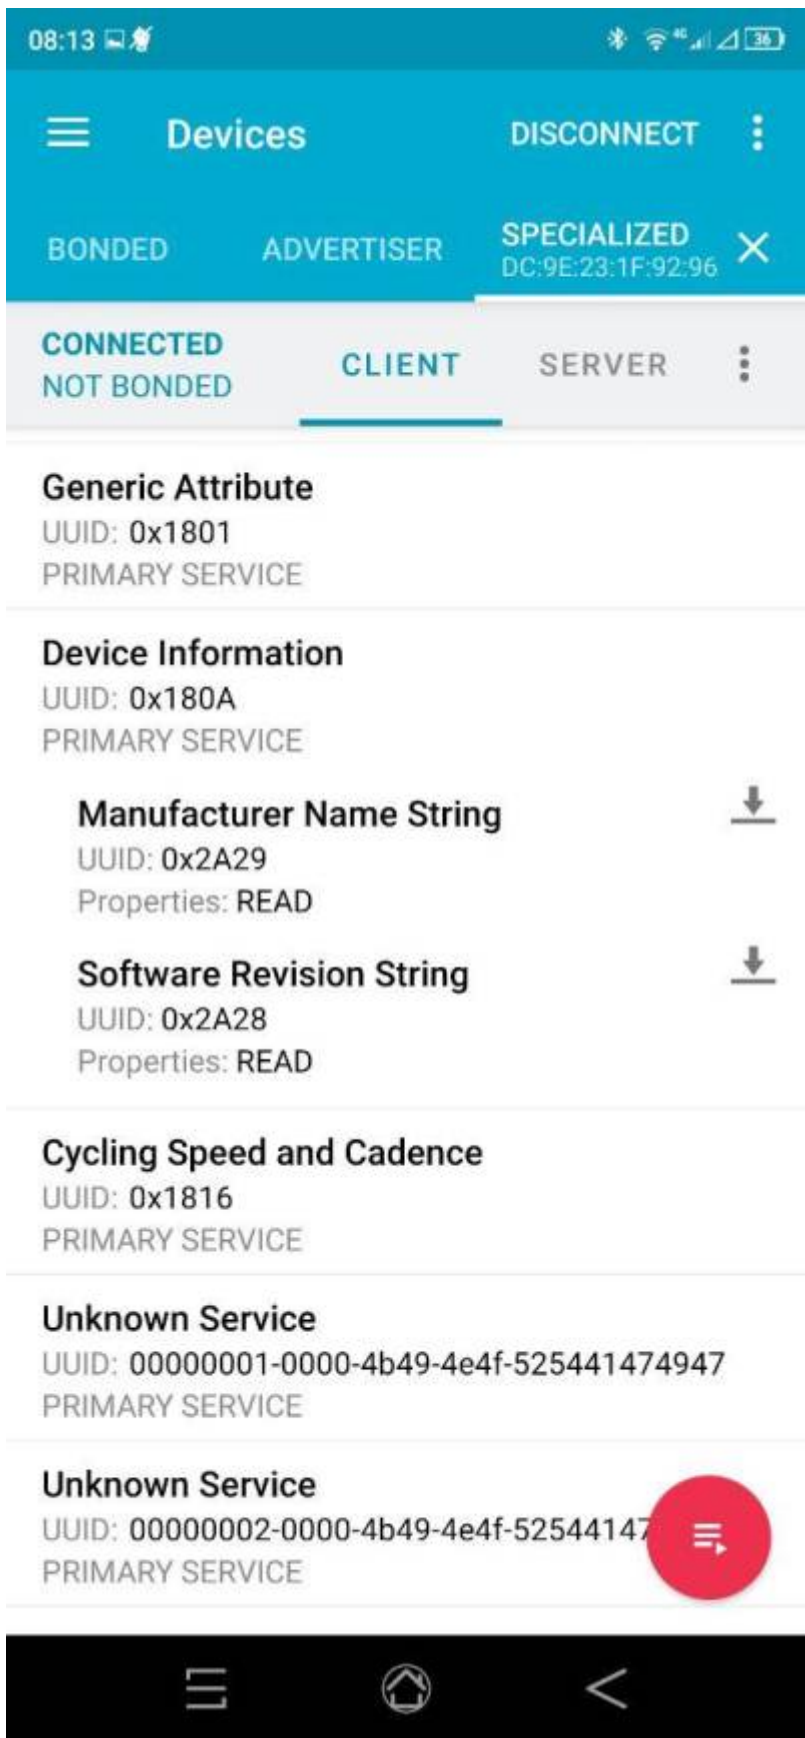 08:13
4G
36
Devices
DISCONNECT
BONDED
ADVERTISER
SPECIALIZED
DC:9E:23:1F:92:96
CONNECTED
NOT BONDED
CLIENT
SERVER
Generic Attribute
UUID: 0x1801
PRIMARY SERVICE
Device Information
UUID: 0x180A
PRIMARY SERVICE
Manufacturer Name String
UUID: 0x2A29
Properties: READ
Software Revision String
UUID: 0x2A28
Properties: READ
Cycling Speed and Cadence
UUID: 0x1816
PRIMARY SERVICE
Unknown Service
UUID: 00000001-0000-4b49-4e4f-525441474947
PRIMARY SERVICE
Unknown Service
UUID: 00000002-0000-4b49-4e4f-52544147
PRIMARY SERVICE